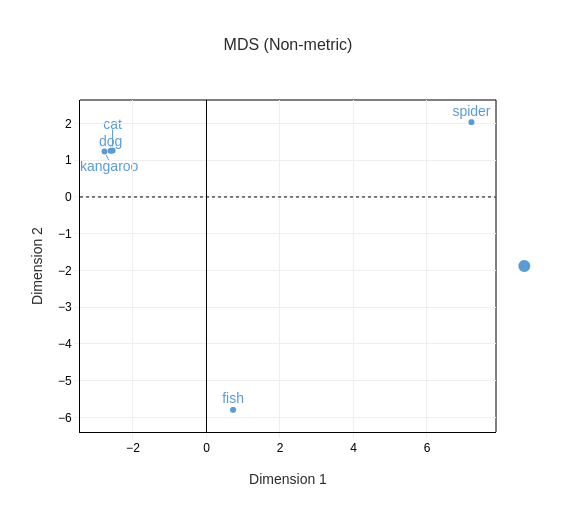 MDS (Non-metric)
spider
cat
dog
kangaroo
fish
2
1
0
−1
−2
−3
−4
−5
−6
−2
0
2
4
6
Dimension 2
Dimension 1